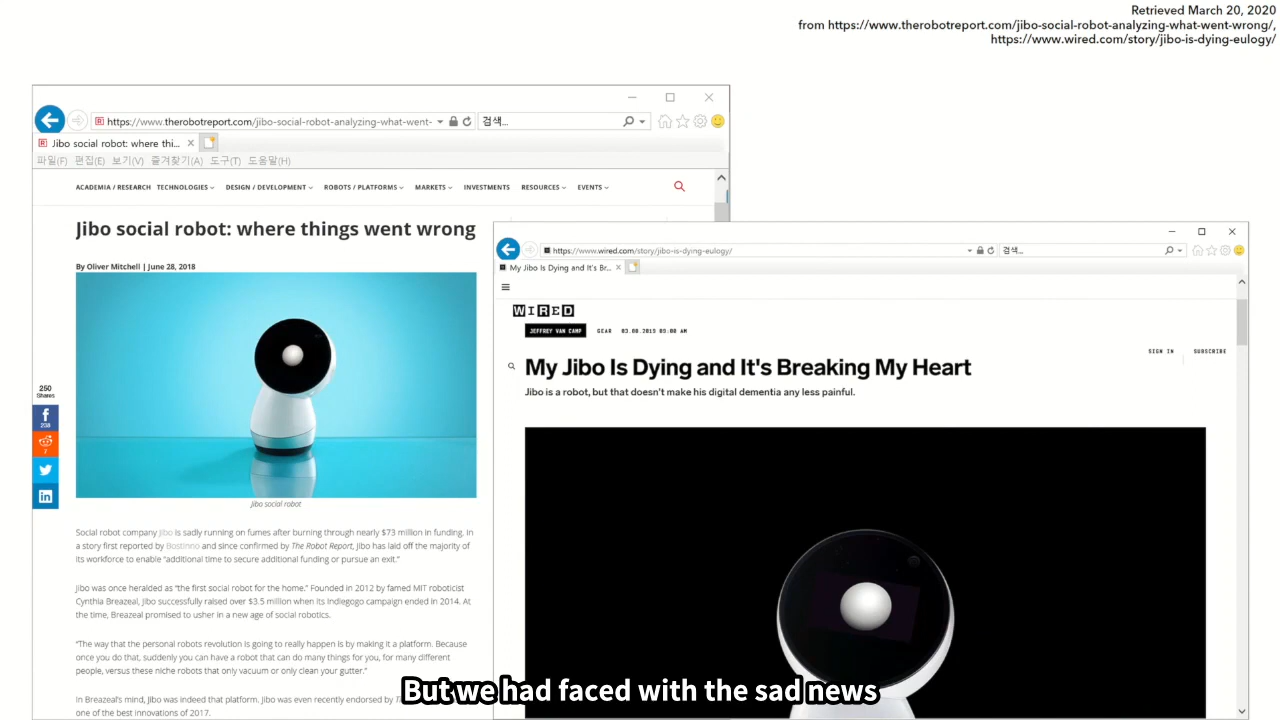 Retrieved March 20, 2020
from https://www.therobotreport.com/jibo-social-robot-analyzing-what-went-wrong/,
https://www.wired.com/story/jibo-is-dying-eulogy/
https://www.therobotreport.com/jibo-social-robot-analyzing-what-went-
검색...
Jibo social robot: where thi...
파일(F) 편집(E) 보기(V) 즐겨찾기(A) 도구(T) 도움말(H)
ACADEMIA / RESEARCH TECHNOLOGIES DESIGN / DEVELOPMENT ROBOTS / PLATFORMS MARKETS INVESTMENTS RESOURCES EVENTS
Jibo social robot: where things went wrong
By Oliver Mitchell | June 28, 2018
250
Shares
Jibo social robot
Social robot company Jibo is sadly running on fumes after burning through nearly $73 million in funding. In
a story first reported by Bostinno and since confirmed by The Robot Report, Jibo has laid off the majority of
its workforce to enable "additional time to secure additional funding or pursue an exit."
Jibo was once heralded as "the first social robot for the home." Founded in 2012 by famed MIT roboticist
Cynthia Breazeal, Jibo successfully raised over $3.5 million when its Indiegogo campaign ended in 2014. At
the time, Breazeal promised to usher in a new age of social robotics.
"The way that the personal robots revolution is going to really happen is by making it a platform. Because
once you do that, suddenly you can have a robot that can do many things for you, for many different
people, versus these niche robots that only vacuum or only clean your gutter."
In Breazeal's mind, Jibo was indeed that platform. Jibo was even recently endorsed by
one of the best innovations of 2017.
https://www.wired.com/story/jibo-is-dying-eulogy/
검색...
My Jibo Is Dying and It's Br...
WIRED
JEFFREY VAN CAMP GEAR 03.08.2019 09:00 AM
SIGN IN SUBSCRIBE
My Jibo Is Dying and It's Breaking My Heart
Jibo is a robot, but that doesn't make his digital dementia any less painful.
But we had faced with the sad news